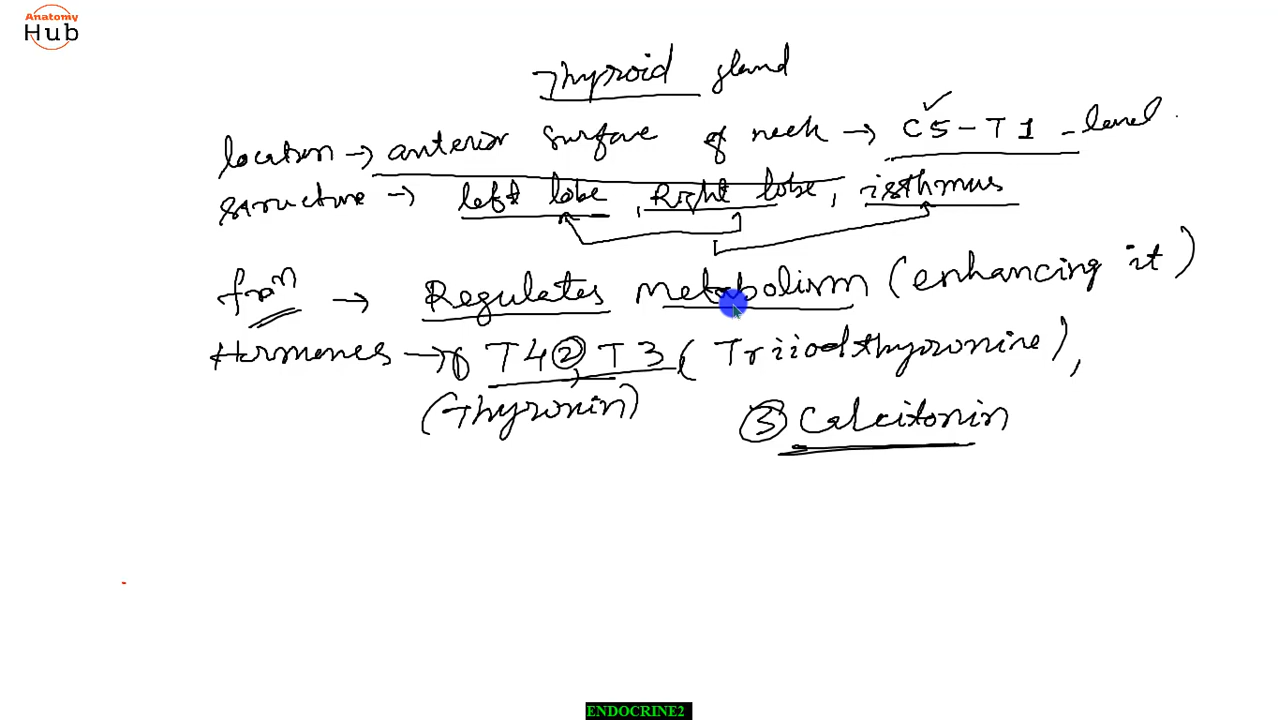 Anatomy
Hub
Thyroid gland
location → anterior surface of neck → C5-T1 - level
structure → left lobe, Right lobe, isthmus
fxn → Regulates metabolism (enhancing it)
Hormones → ① T4 ② T3 (Triiodothyronine),
(Thyronin)
③ Calcitonin
ENDOCRINE2